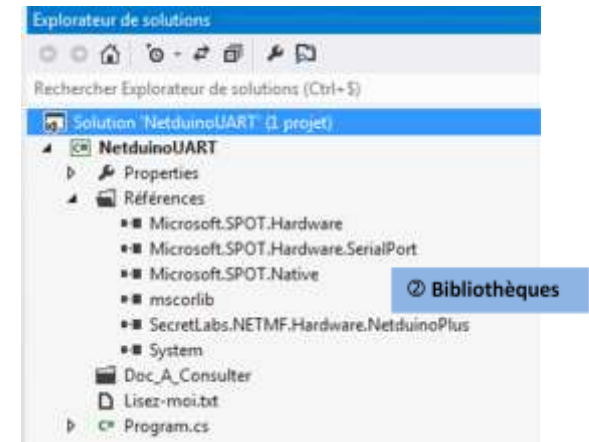 Explorateur de solutions
Rechercher Explorateur de solutions (Ctrl+$)
Solution 'NetduinoUART' (1 projet)
C# NetduinoUART
Properties
Références
Microsoft.SPOT.Hardware
Microsoft.SPOT.Hardware.SerialPort
Microsoft.SPOT.Native
② Bibliothèques
mscorlib
SecretLabs.NETMF.Hardware.NetduinoPlus
System
Doc_A_Consulter
Lisez-moi.txt
C# Program.cs